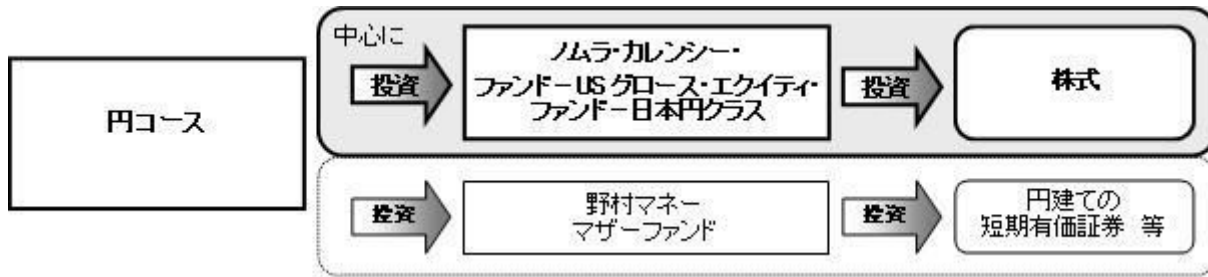 円コース
中心に
投資
ノムラ・カレンシー・
ファンド－US グロース・エクイティ・
ファンド－日本円クラス
投資
株式
投資
野村マネー
マザーファンド
投資
円建ての
短期有価証券 等